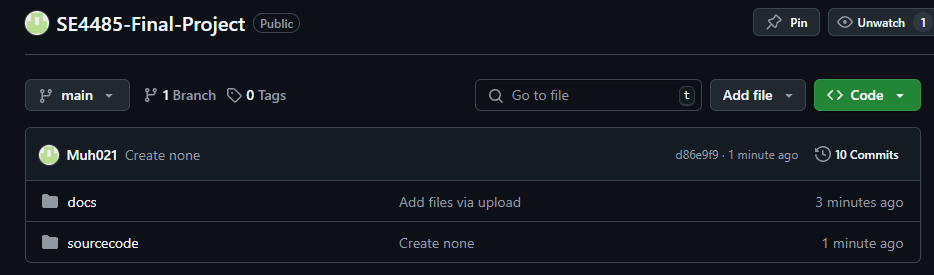 SE4485-Final-Project Public Pin Unwatch 1
main 1 Branch 0 Tags Go to file t Add file Code
Muh021 Create none d86e9f9 · 1 minute ago 10 Commits
docs Add files via upload 3 minutes ago
sourcecode Create none 1 minute ago